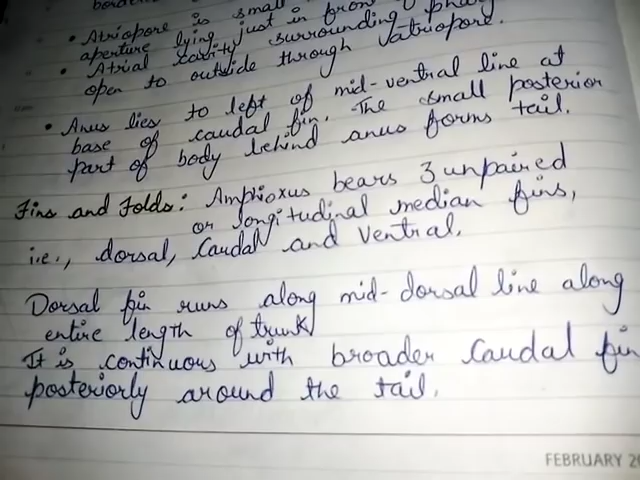 • Atriopore is small
aperture lying just in front
• Atrial cavity surrounding
open to outside through atriopore.
• Anus lies to left of mid-ventral line at
base of caudal fin. The small posterior
part of body behind anus forms tail.
Fins and Folds: Amphioxus bears 3 unpaired
or longitudinal median fins,
i.e., dorsal, Caudal and ventral.
Dorsal fin runs along mid-dorsal line along
entire length of trunk
It is continuous with broader Caudal fin
posteriorly around the tail.
FEBRUARY 20